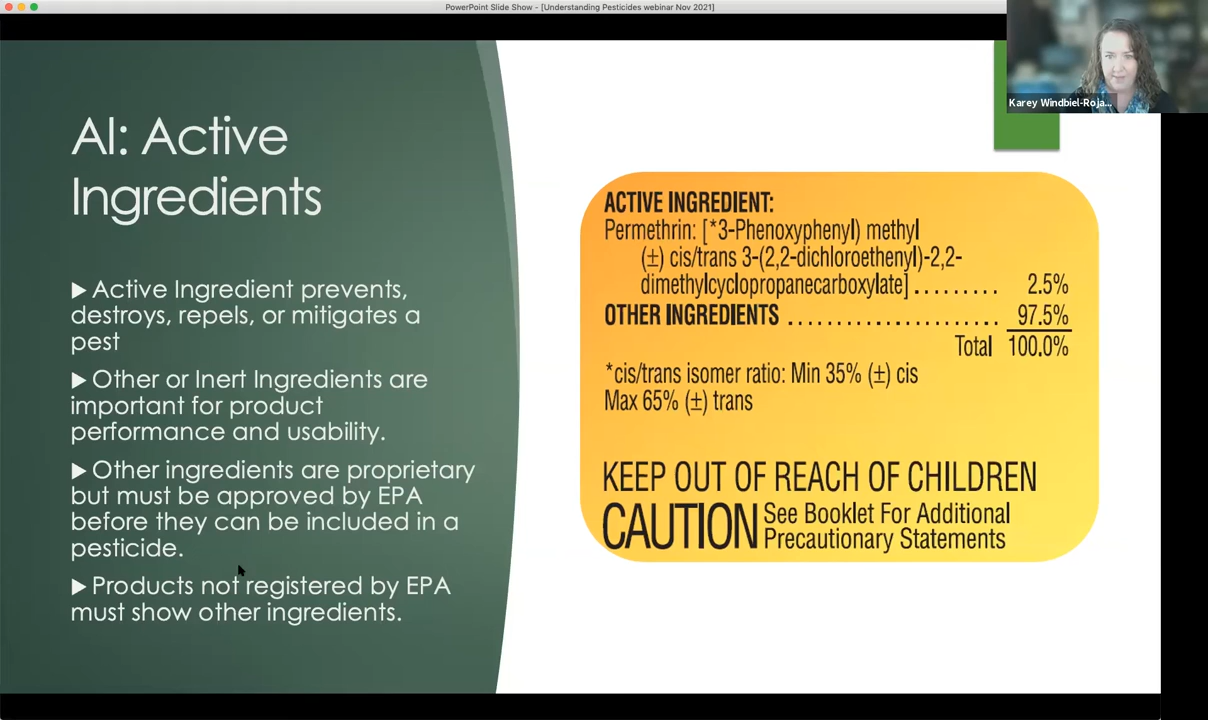 PowerPoint Slide Show - [Understanding Pesticides webinar Nov 2021]
Karey Windbiel-Roja...
AI: Active
Ingredients
▶ Active Ingredient prevents,
destroys, repels, or mitigates a
pest
▶ Other or Inert Ingredients are
important for product
performance and usability.
▶ Other ingredients are proprietary
but must be approved by EPA
before they can be included in a
pesticide.
▶ Products not registered by EPA
must show other ingredients.
ACTIVE INGREDIENT:
Permethrin: [*3-Phenoxyphenyl) methyl
(±) cis/trans 3-(2,2-dichloroethenyl)-2,2-
dimethylcyclopropanecarboxylate] ......... 2.5%
OTHER INGREDIENTS ...................... 97.5%
Total 100.0%
*cis/trans isomer ratio: Min 35% (±) cis
Max 65% (±) trans
KEEP OUT OF REACH OF CHILDREN
CAUTION See Booklet For Additional
Precautionary Statements